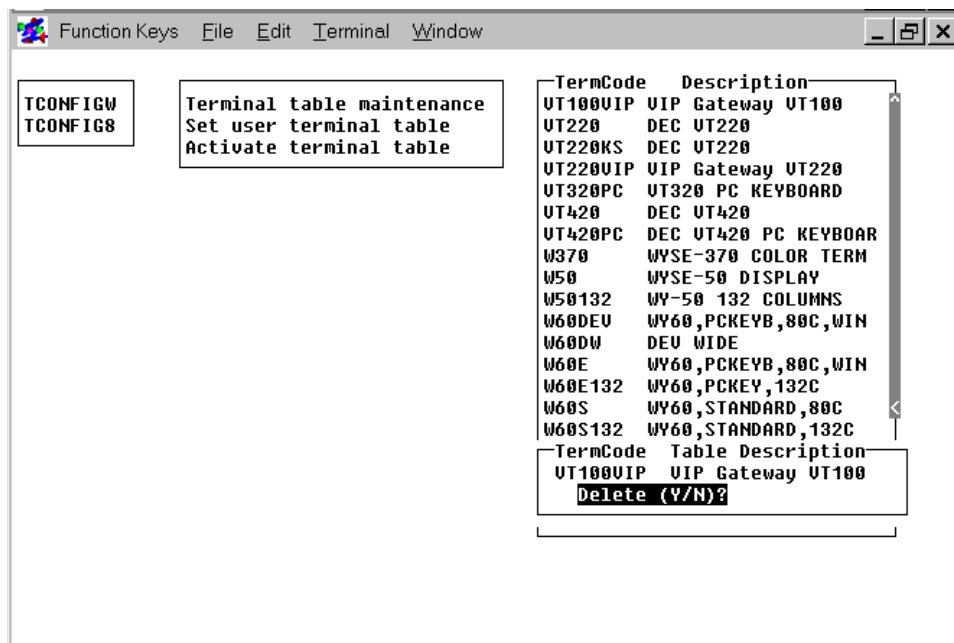 Function Keys File Edit Terminal Window
TCONFIGW
TCONFIG8
Terminal table maintenance
Set user terminal table
Activate terminal table
TermCode Description
VT100VIP VIP Gateway VT100
VT220 DEC VT220
VT220KS DEC VT220
VT220VIP VIP Gateway VT220
VT320PC VT320 PC KEYBOARD
VT420 DEC VT420
VT420PC DEC VT420 PC KEYBOAR
W370 WYSE-370 COLOR TERM
W50 WYSE-50 DISPLAY
W50132 WY-50 132 COLUMNS
W60DEV WY60,PCKEYB,80C,WIN
W60DW DEV WIDE
W60E WY60,PCKEYB,80C,WIN
W60E132 WY60,PCKEY,132C
W60S WY60,STANDARD,80C
W60S132 WY60,STANDARD,132C
TermCode Table Description
VT100VIP VIP Gateway VT100
Delete (Y/N)?